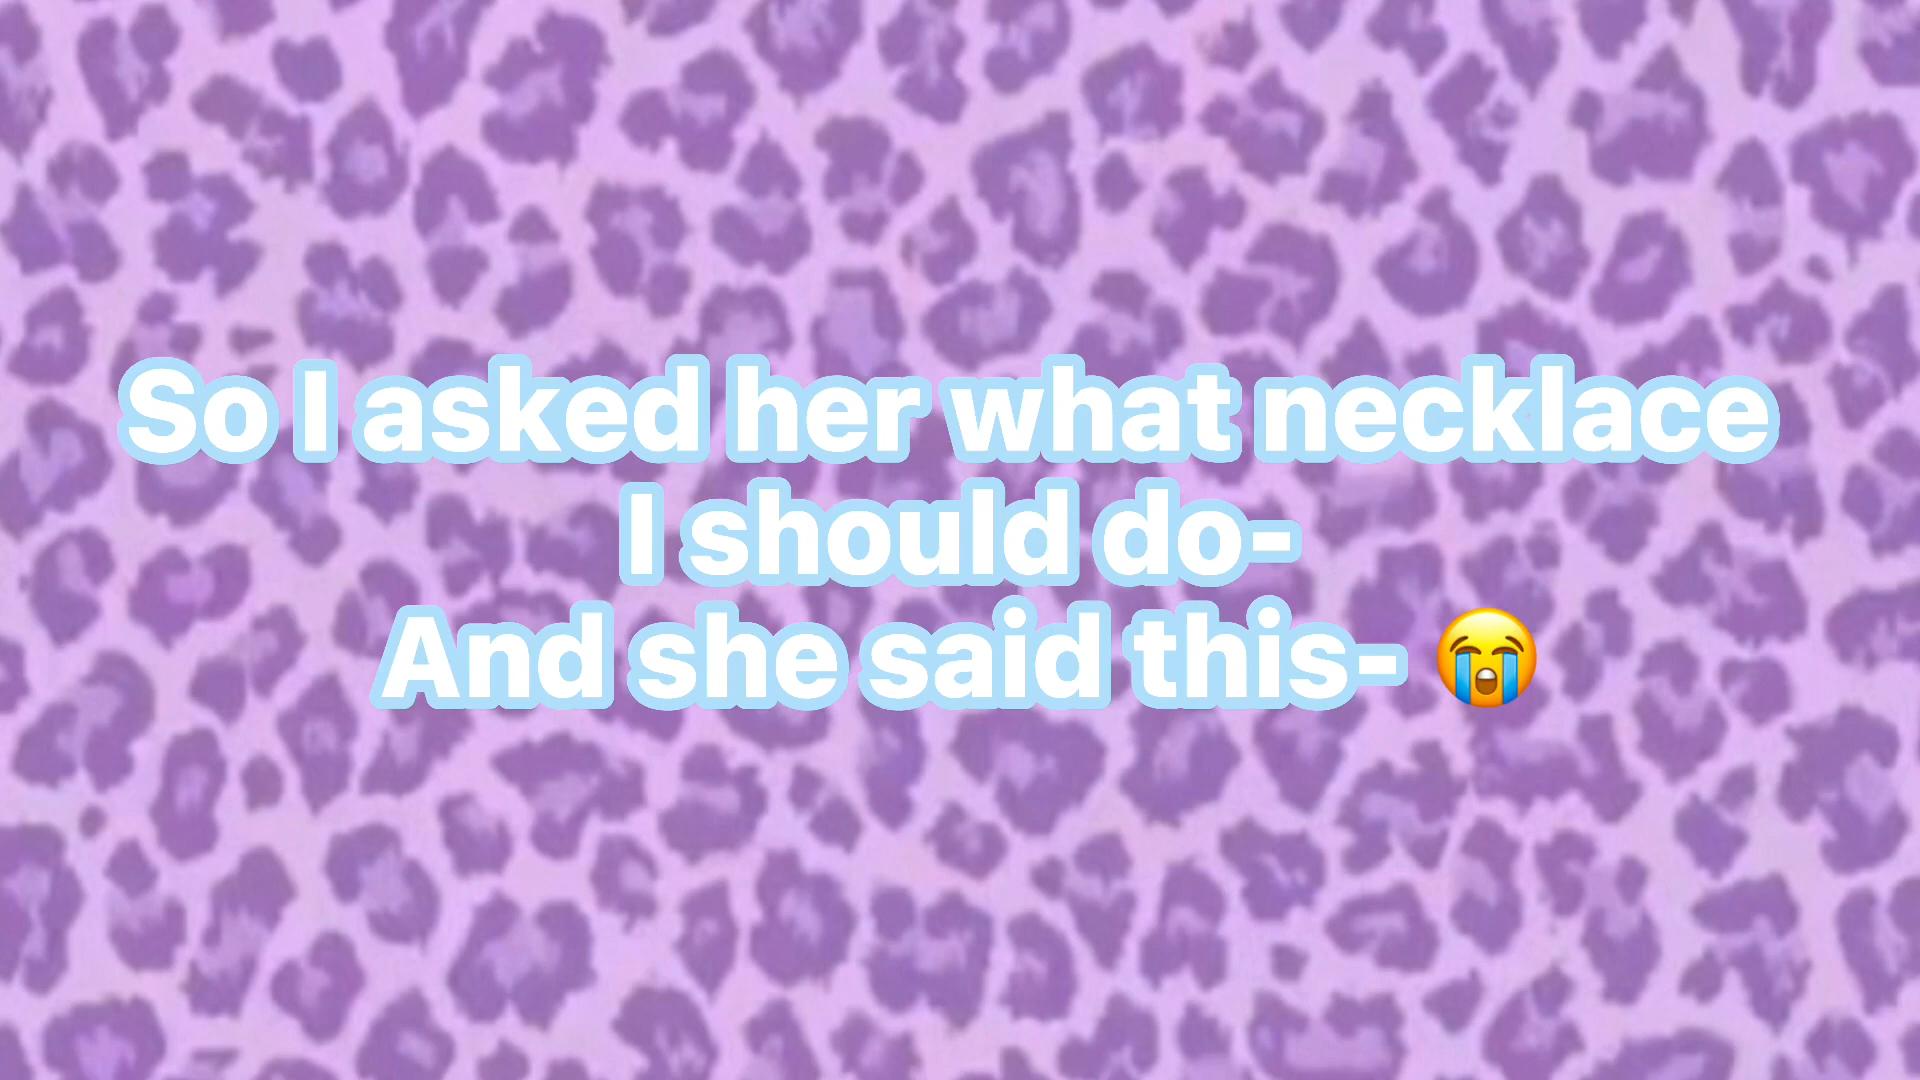 So I asked her what necklace
I should do-
And she said this- 😭